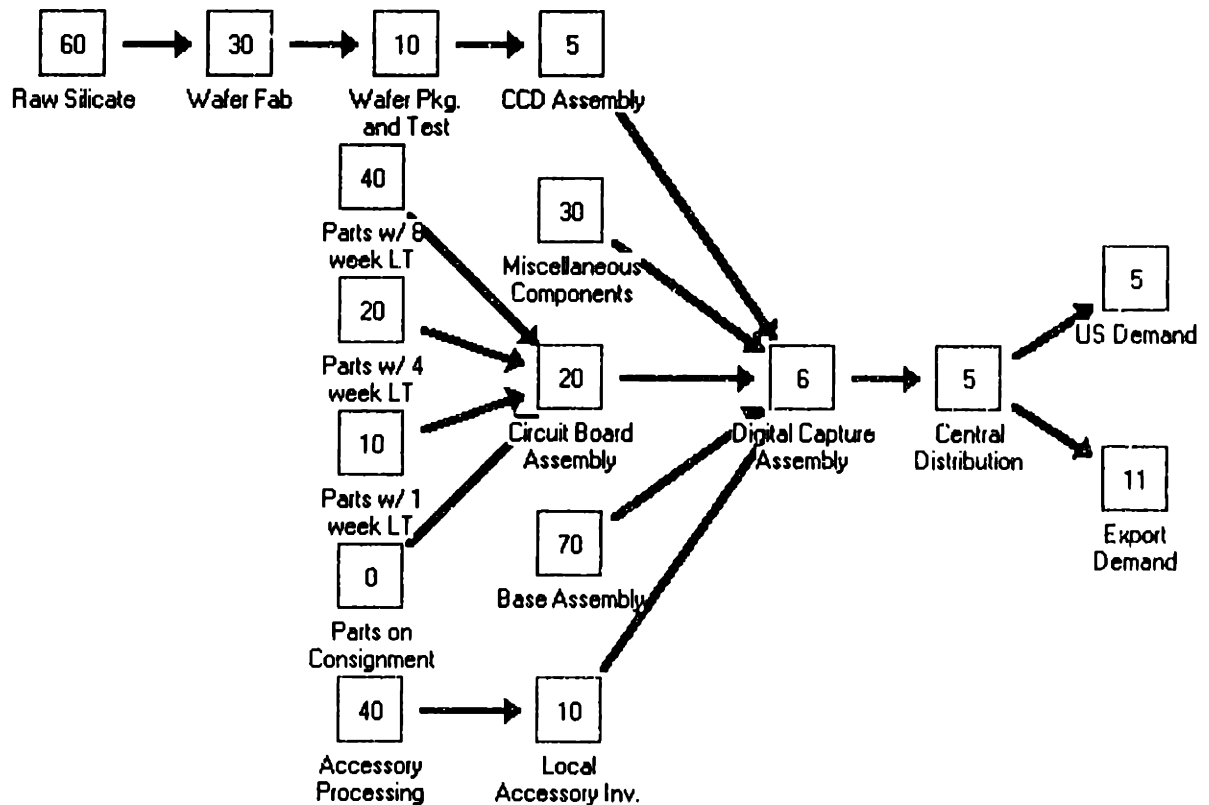 60
30
10
5
Raw Silicate
Wafer Fab
Wafer Pkg.
and Test
CCD Assembly
40
Parts w/ 8
week LT
30
Miscellaneous
Components
20
Parts w/ 4
week LT
5
US Demand
20
Circuit Board
Assembly
6
Digital Capture
Assembly
5
Central
Distribution
10
Parts w/ 1
week LT
11
Export
Demand
70
Base Assembly
0
Parts on
Consignment
40
Accessory
Processing
10
Local
Accessory Inv.